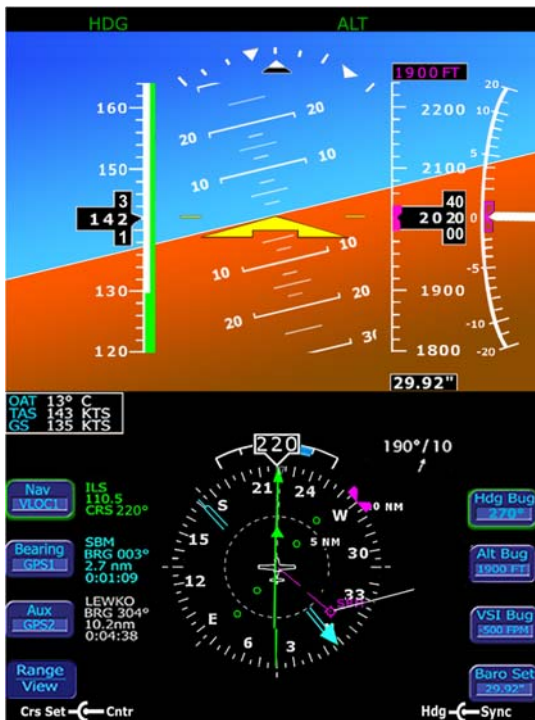 HDG ALT
1900 FT
160 20 20 2200 20
10
150 10 10 2100 5
3 40
142 2020 0
1 00
130 10 10 1900 -5
20 20 -10
120 1800 -20
29.92"
OAT 13° C
TAS 143 KTS
GS 135 KTS
220 190°/10
Nav
VLOC1
ILS
110.5
CRS 220°
Bearing
GPS1
SBM
BRG 003°
2.7 nm
0:01:09
Aux
GPS2
LEWKO
BRG 304°
10.2nm
0:04:38
Range
View
S 21 24 W 30 33 3 6 E 12 15
5 NM
Hdg Bug
270°
Alt Bug
1900 FT
VSI Bug
-500 FPM
Baro Set
29.92"
Crs Set Cntr
Hdg Sync